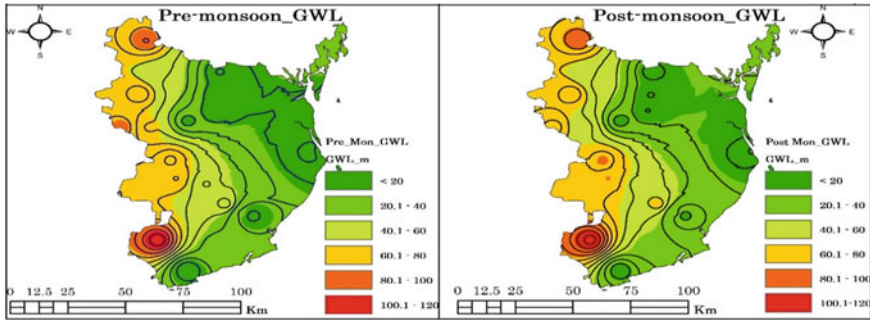 Pre-monsoon_GWL
N
W E
S
Pre_Mon_GWL
GWL_m
< 20
20.1 - 40
40.1 - 60
60.1 - 80
80.1 - 100
100.1 - 120
0 12.5 25 50 75 100
Km
Post-monsoon_GWL
N
W E
S
Post Mon_GWL
GWL_m
< 20
20.1 - 40
40.1 - 60
60.1 - 80
80.1 - 100
100.1-120
0 12.5 25 50 75 100
Km